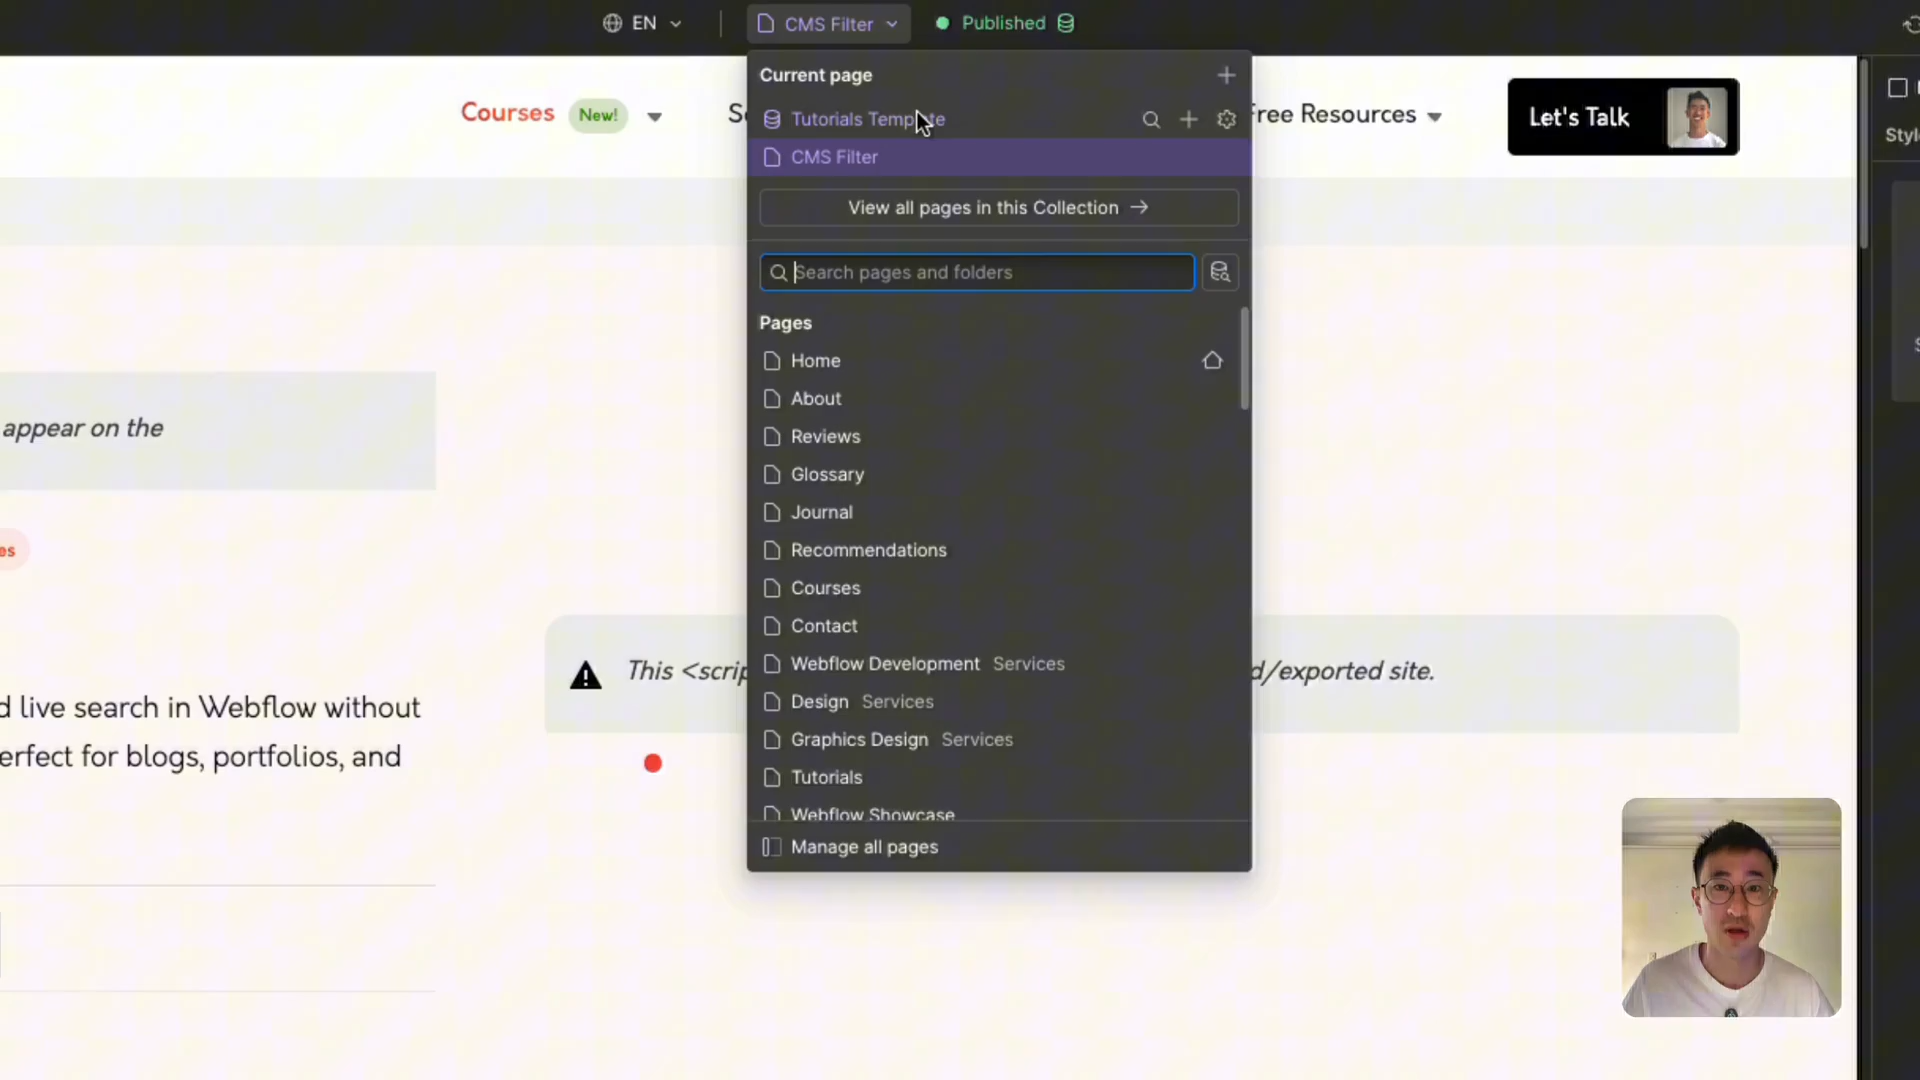 EN
CMS Filter
Published
Current page
Tutorials Template
CMS Filter
View all pages in this Collection →
Search pages and folders
Pages
Home
About
Reviews
Glossary
Journal
Recommendations
Courses
Contact
Webflow Development Services
Design Services
Graphics Design Services
Tutorials
Webflow Showcase
Manage all pages
Courses New!
Free Resources
Let's Talk
appear on the
This <scrip
d/exported site.
d live search in Webflow without
erfect for blogs, portfolios, and